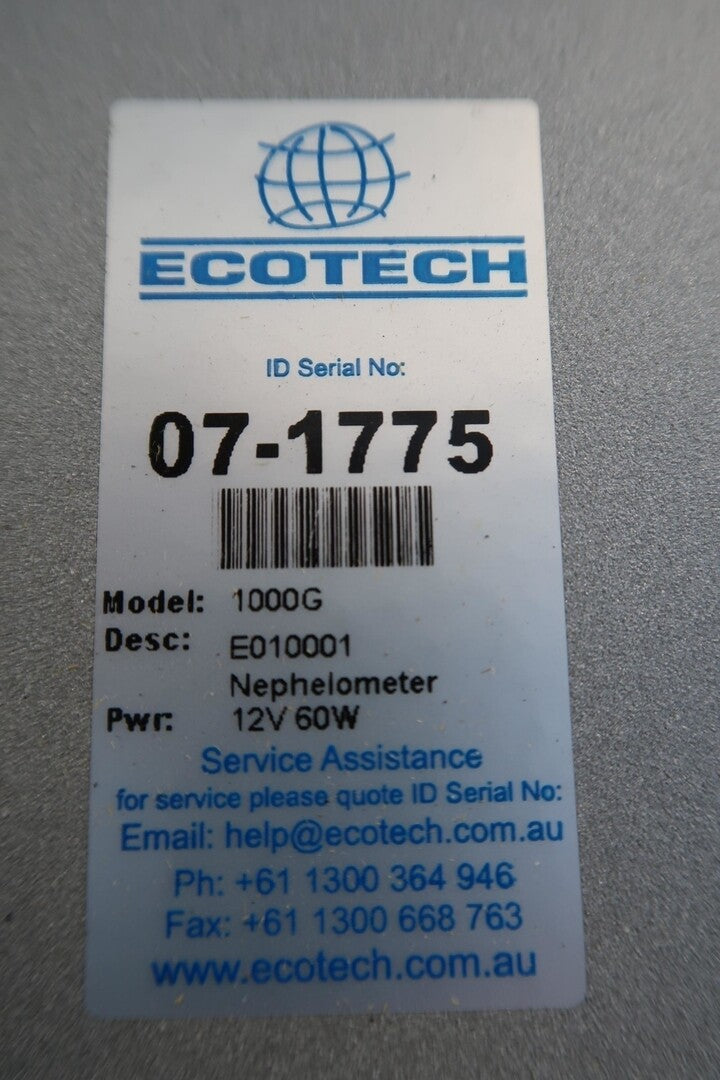 ECOTECH
ID Serial No:
07-1775
Model: 1000G
Desc: E010001
Nephelometer
Pwr: 12V 60W
Service Assistance
for service please quote ID Serial No:
Email: help@ecotech.com.au
Ph: +61 1300 364 946
Fax: +61 1300 668 763
www.ecotech.com.au